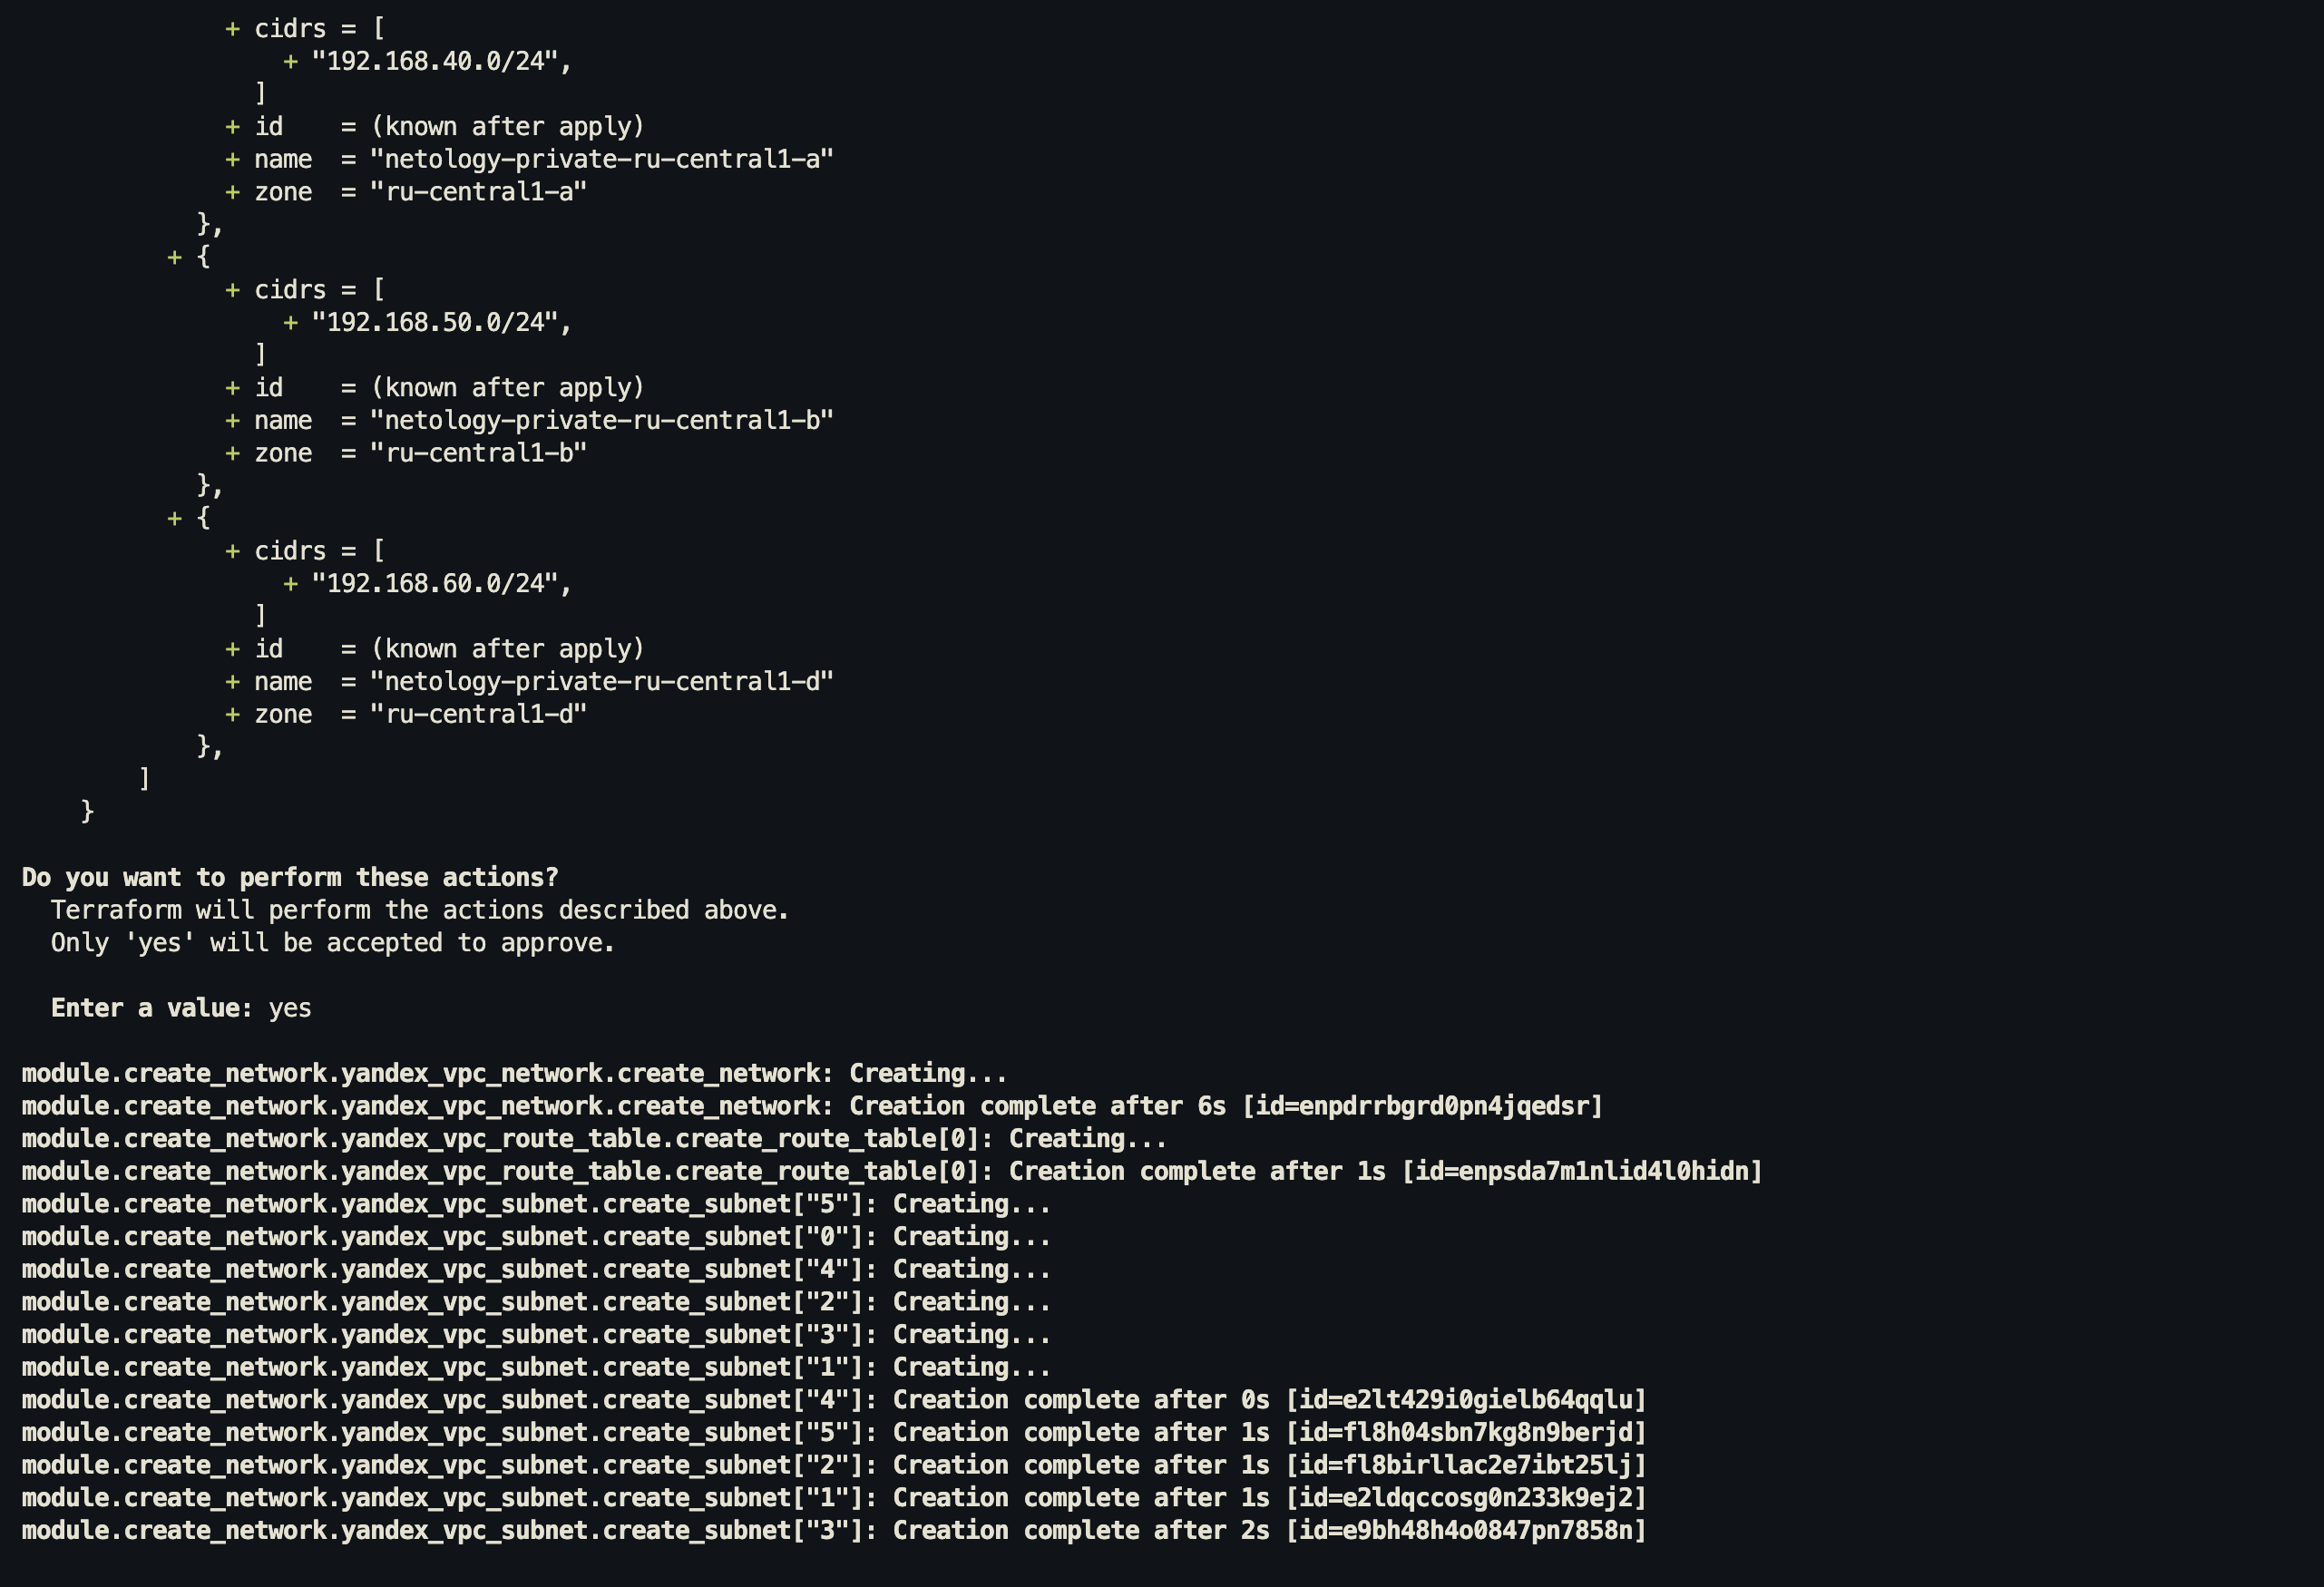 + cidrs = [
+ "192.168.40.0/24",
]
+ id    = (known after apply)
+ name  = "netology-private-ru-central1-a"
+ zone  = "ru-central1-a"
},
+ {
+ cidrs = [
+ "192.168.50.0/24",
]
+ id    = (known after apply)
+ name  = "netology-private-ru-central1-b"
+ zone  = "ru-central1-b"
},
+ {
+ cidrs = [
+ "192.168.60.0/24",
]
+ id    = (known after apply)
+ name  = "netology-private-ru-central1-d"
+ zone  = "ru-central1-d"
},
]
}
Do you want to perform these actions?
Terraform will perform the actions described above.
Only 'yes' will be accepted to approve.
Enter a value: yes
module.create_network.yandex_vpc_network.create_network: Creating...
module.create_network.yandex_vpc_network.create_network: Creation complete after 6s [id=enpdrrbgrd0pn4jqedsr]
module.create_network.yandex_vpc_route_table.create_route_table[0]: Creating...
module.create_network.yandex_vpc_route_table.create_route_table[0]: Creation complete after 1s [id=enpsda7m1nlid4l0hidn]
module.create_network.yandex_vpc_subnet.create_subnet["5"]: Creating...
module.create_network.yandex_vpc_subnet.create_subnet["0"]: Creating...
module.create_network.yandex_vpc_subnet.create_subnet["4"]: Creating...
module.create_network.yandex_vpc_subnet.create_subnet["2"]: Creating...
module.create_network.yandex_vpc_subnet.create_subnet["3"]: Creating...
module.create_network.yandex_vpc_subnet.create_subnet["1"]: Creating...
module.create_network.yandex_vpc_subnet.create_subnet["4"]: Creation complete after 0s [id=e2lt429i0gielb64qqlu]
module.create_network.yandex_vpc_subnet.create_subnet["5"]: Creation complete after 1s [id=fl8h04sbn7kg8n9berjd]
module.create_network.yandex_vpc_subnet.create_subnet["2"]: Creation complete after 1s [id=fl8birllac2e7ibt25lj]
module.create_network.yandex_vpc_subnet.create_subnet["1"]: Creation complete after 1s [id=e2ldqccosg0n233k9ej2]
module.create_network.yandex_vpc_subnet.create_subnet["3"]: Creation complete after 2s [id=e9bh48h4o0847pn7858n]